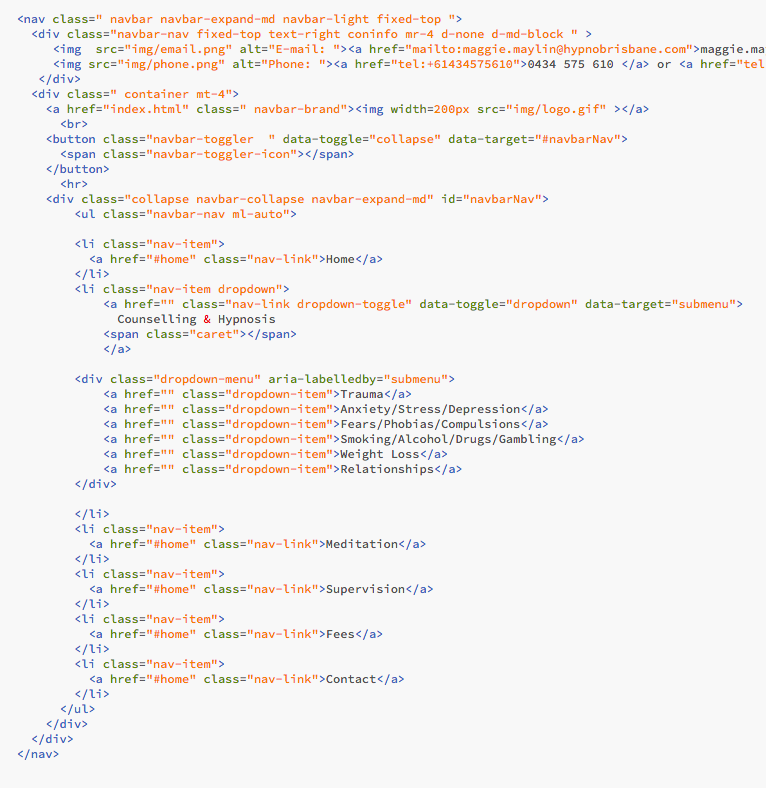 <nav class=" navbar navbar-expand-md navbar-light fixed-top ">
<div class="navbar-nav fixed-top text-right coninfo mr-4 d-none d-md-block " >
<img  src="img/email.png" alt="E-mail: "><a href="mailto:maggie.maylin@hypnobrisbane.com">maggie.ma
<img src="img/phone.png" alt="Phone: "><a href="tel:+61434575610">0434 575 610 </a> or <a href="tel
</div>
<div class=" container mt-4">
<a href="index.html" class=" navbar-brand"><img width=200px src="img/logo.gif" ></a>
<br>
<button class="navbar-toggler  " data-toggle="collapse" data-target="#navbarNav">
<span class="navbar-toggler-icon"></span>
</button>
<hr>
<div class="collapse navbar-collapse navbar-expand-md" id="navbarNav">
<ul class="navbar-nav ml-auto">
<li class="nav-item">
<a href="#home" class="nav-link">Home</a>
</li>
<li class="nav-item dropdown">
<a href="" class="nav-link dropdown-toggle" data-toggle="dropdown" data-target="submenu">
Counselling & Hypnosis
<span class="caret"></span>
</a>
<div class="dropdown-menu" aria-labelledby="submenu">
<a href="" class="dropdown-item">Trauma</a>
<a href="" class="dropdown-item">Anxiety/Stress/Depression</a>
<a href="" class="dropdown-item">Fears/Phobias/Compulsions</a>
<a href="" class="dropdown-item">Smoking/Alcohol/Drugs/Gambling</a>
<a href="" class="dropdown-item">Weight Loss</a>
<a href="" class="dropdown-item">Relationships</a>
</div>
</li>
<li class="nav-item">
<a href="#home" class="nav-link">Meditation</a>
</li>
<li class="nav-item">
<a href="#home" class="nav-link">Supervision</a>
</li>
<li class="nav-item">
<a href="#home" class="nav-link">Fees</a>
</li>
<li class="nav-item">
<a href="#home" class="nav-link">Contact</a>
</li>
</ul>
</div>
</div>
</nav>